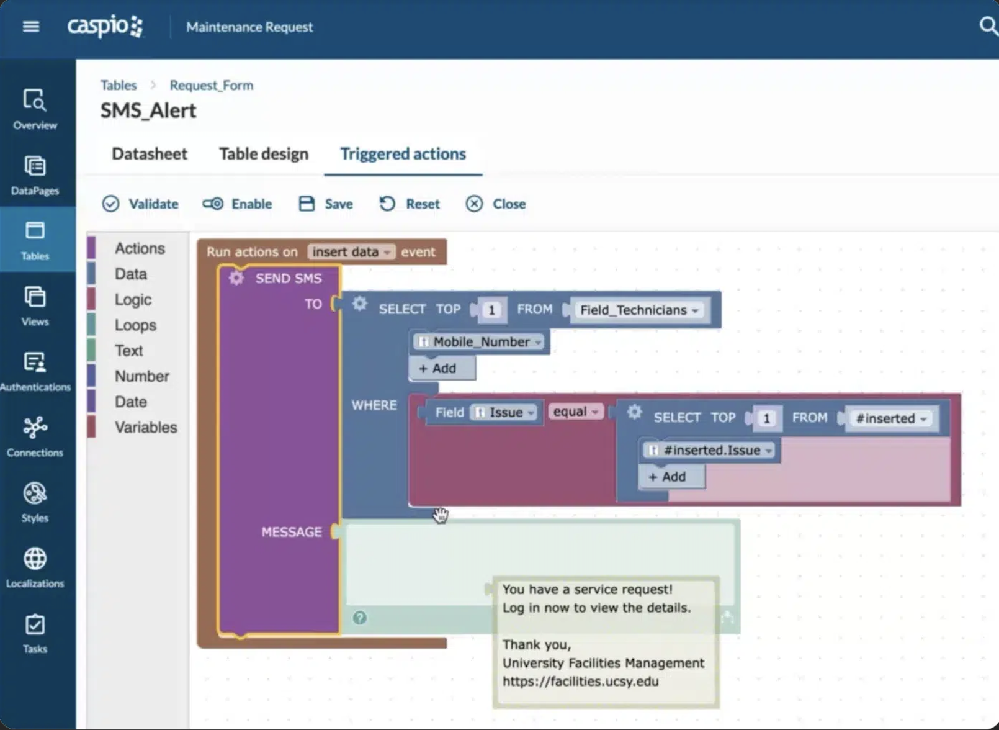 caspio
Maintenance Request
Overview
DataPages
Tables
Views
Authentications
Connections
Styles
Localizations
Tasks
Tables > Request_Form
SMS_Alert
Datasheet Table design Triggered actions
Validate Enable Save Reset Close
Actions
Data
Logic
Loops
Text
Number
Date
Variables
Run actions on insert data event
SEND SMS
TO
SELECT TOP 1 FROM Field_Technicians
t Mobile_Number
+ Add
WHERE
Field t Issue equal SELECT TOP 1 FROM #inserted
t #inserted.Issue
+ Add
MESSAGE
?
You have a service request!
Log in now to view the details.
Thank you,
University Facilities Management
https://facilities.ucsy.edu